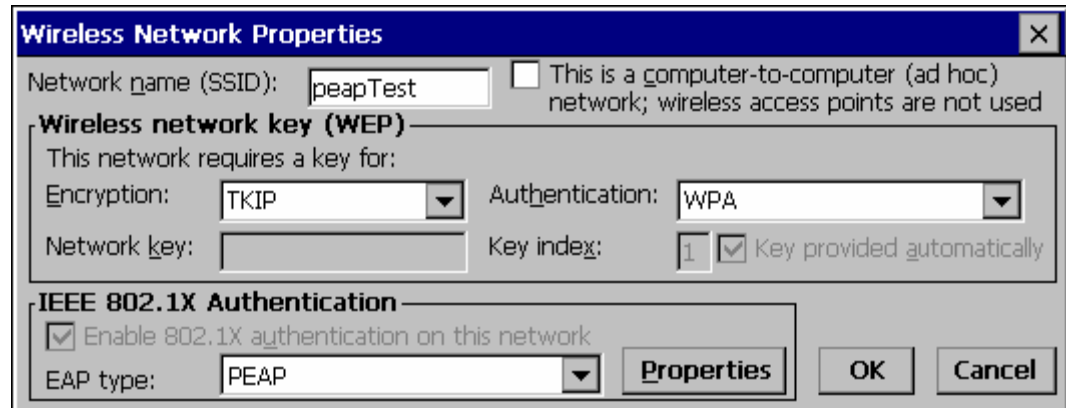 Wireless Network Properties
Network name (SSID): peapTest This is a computer-to-computer (ad hoc)
network; wireless access points are not used
Wireless network key (WEP)
This network requires a key for:
Encryption: TKIP Authentication: WPA
Network key: Key index: 1 Key provided automatically
IEEE 802.1X Authentication
Enable 802.1X authentication on this network
EAP type: PEAP Properties OK Cancel